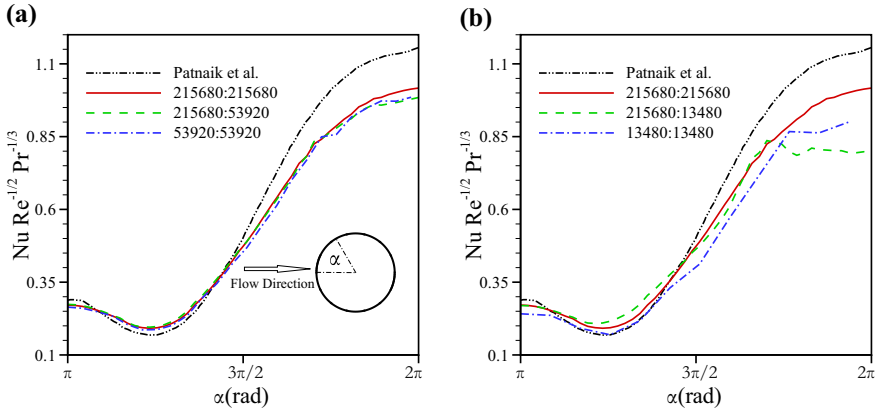 (a)
Nu Re^-1/2 Pr^-1/3
1.1
0.85
0.6
0.35
0.1
Patnaik et al.
215680:215680
215680:53920
53920:53920
α
Flow Direction
π
3π/2
2π
α(rad)
(b)
Nu Re^-1/2 Pr^-1/3
1.1
0.85
0.6
0.35
0.1
Patnaik et al.
215680:215680
215680:13480
13480:13480
π
3π/2
2π
α(rad)